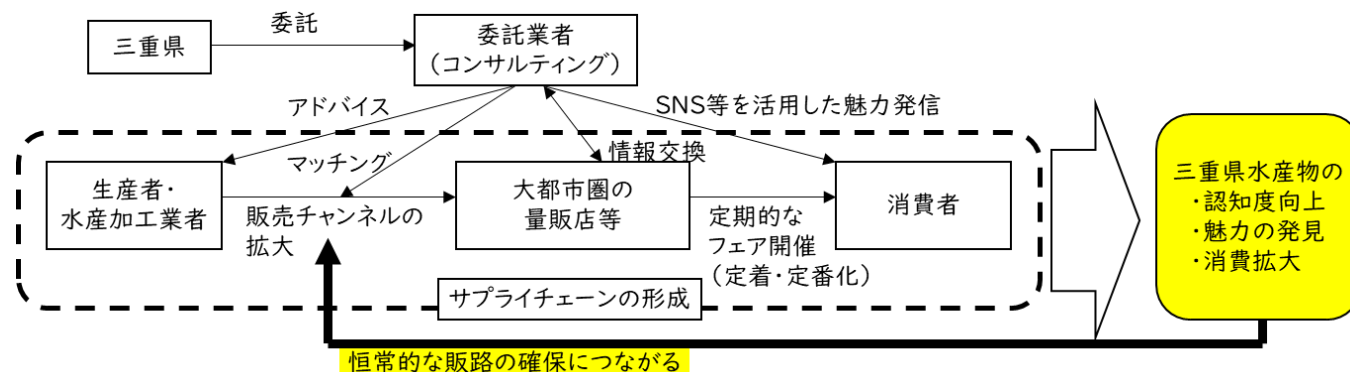 三重県
委託
委託業者
（コンサルティング）
アドバイス
SNS等を活用した魅力発信
マッチング
情報交換
生産者・
水産加工業者
販売チャンネルの
拡大
大都市圏の
量販店等
定期的な
フェア開催
（定着・定番化）
消費者
サプライチェーンの形成
三重県水産物の
・認知度向上
・魅力の発見
・消費拡大
恒常的な販路の確保につながる